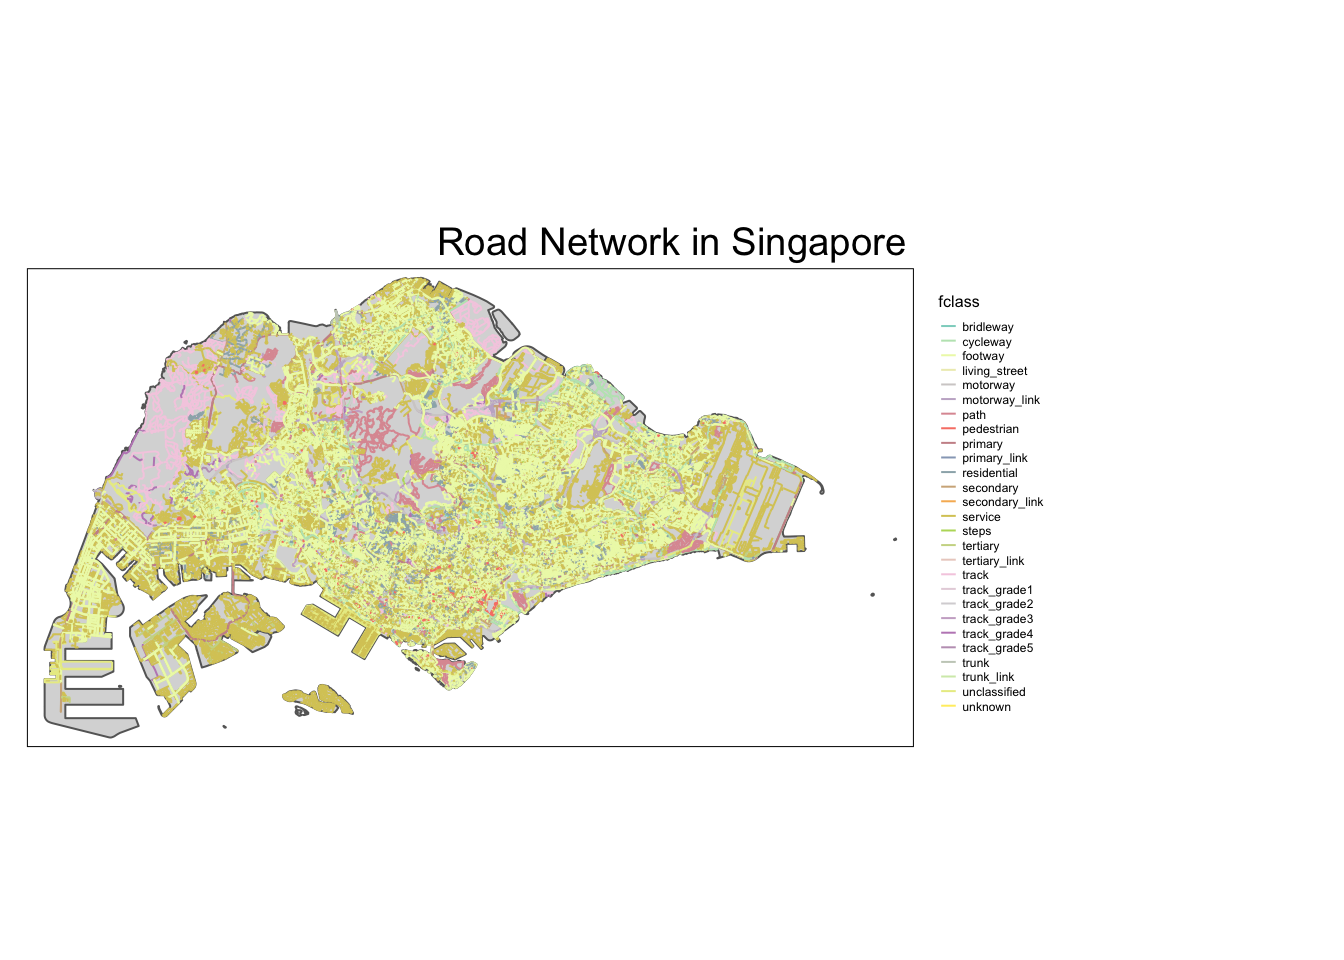 Road Network in Singapore
fclass
bridleway
cycleway
footway
living_street
motorway
motorway_link
path
pedestrian
primary
primary_link
residential
secondary
secondary_link
service
steps
tertiary
tertiary_link
track
track_grade1
track_grade2
track_grade3
track_grade4
track_grade5
trunk
trunk_link
unclassified
unknown